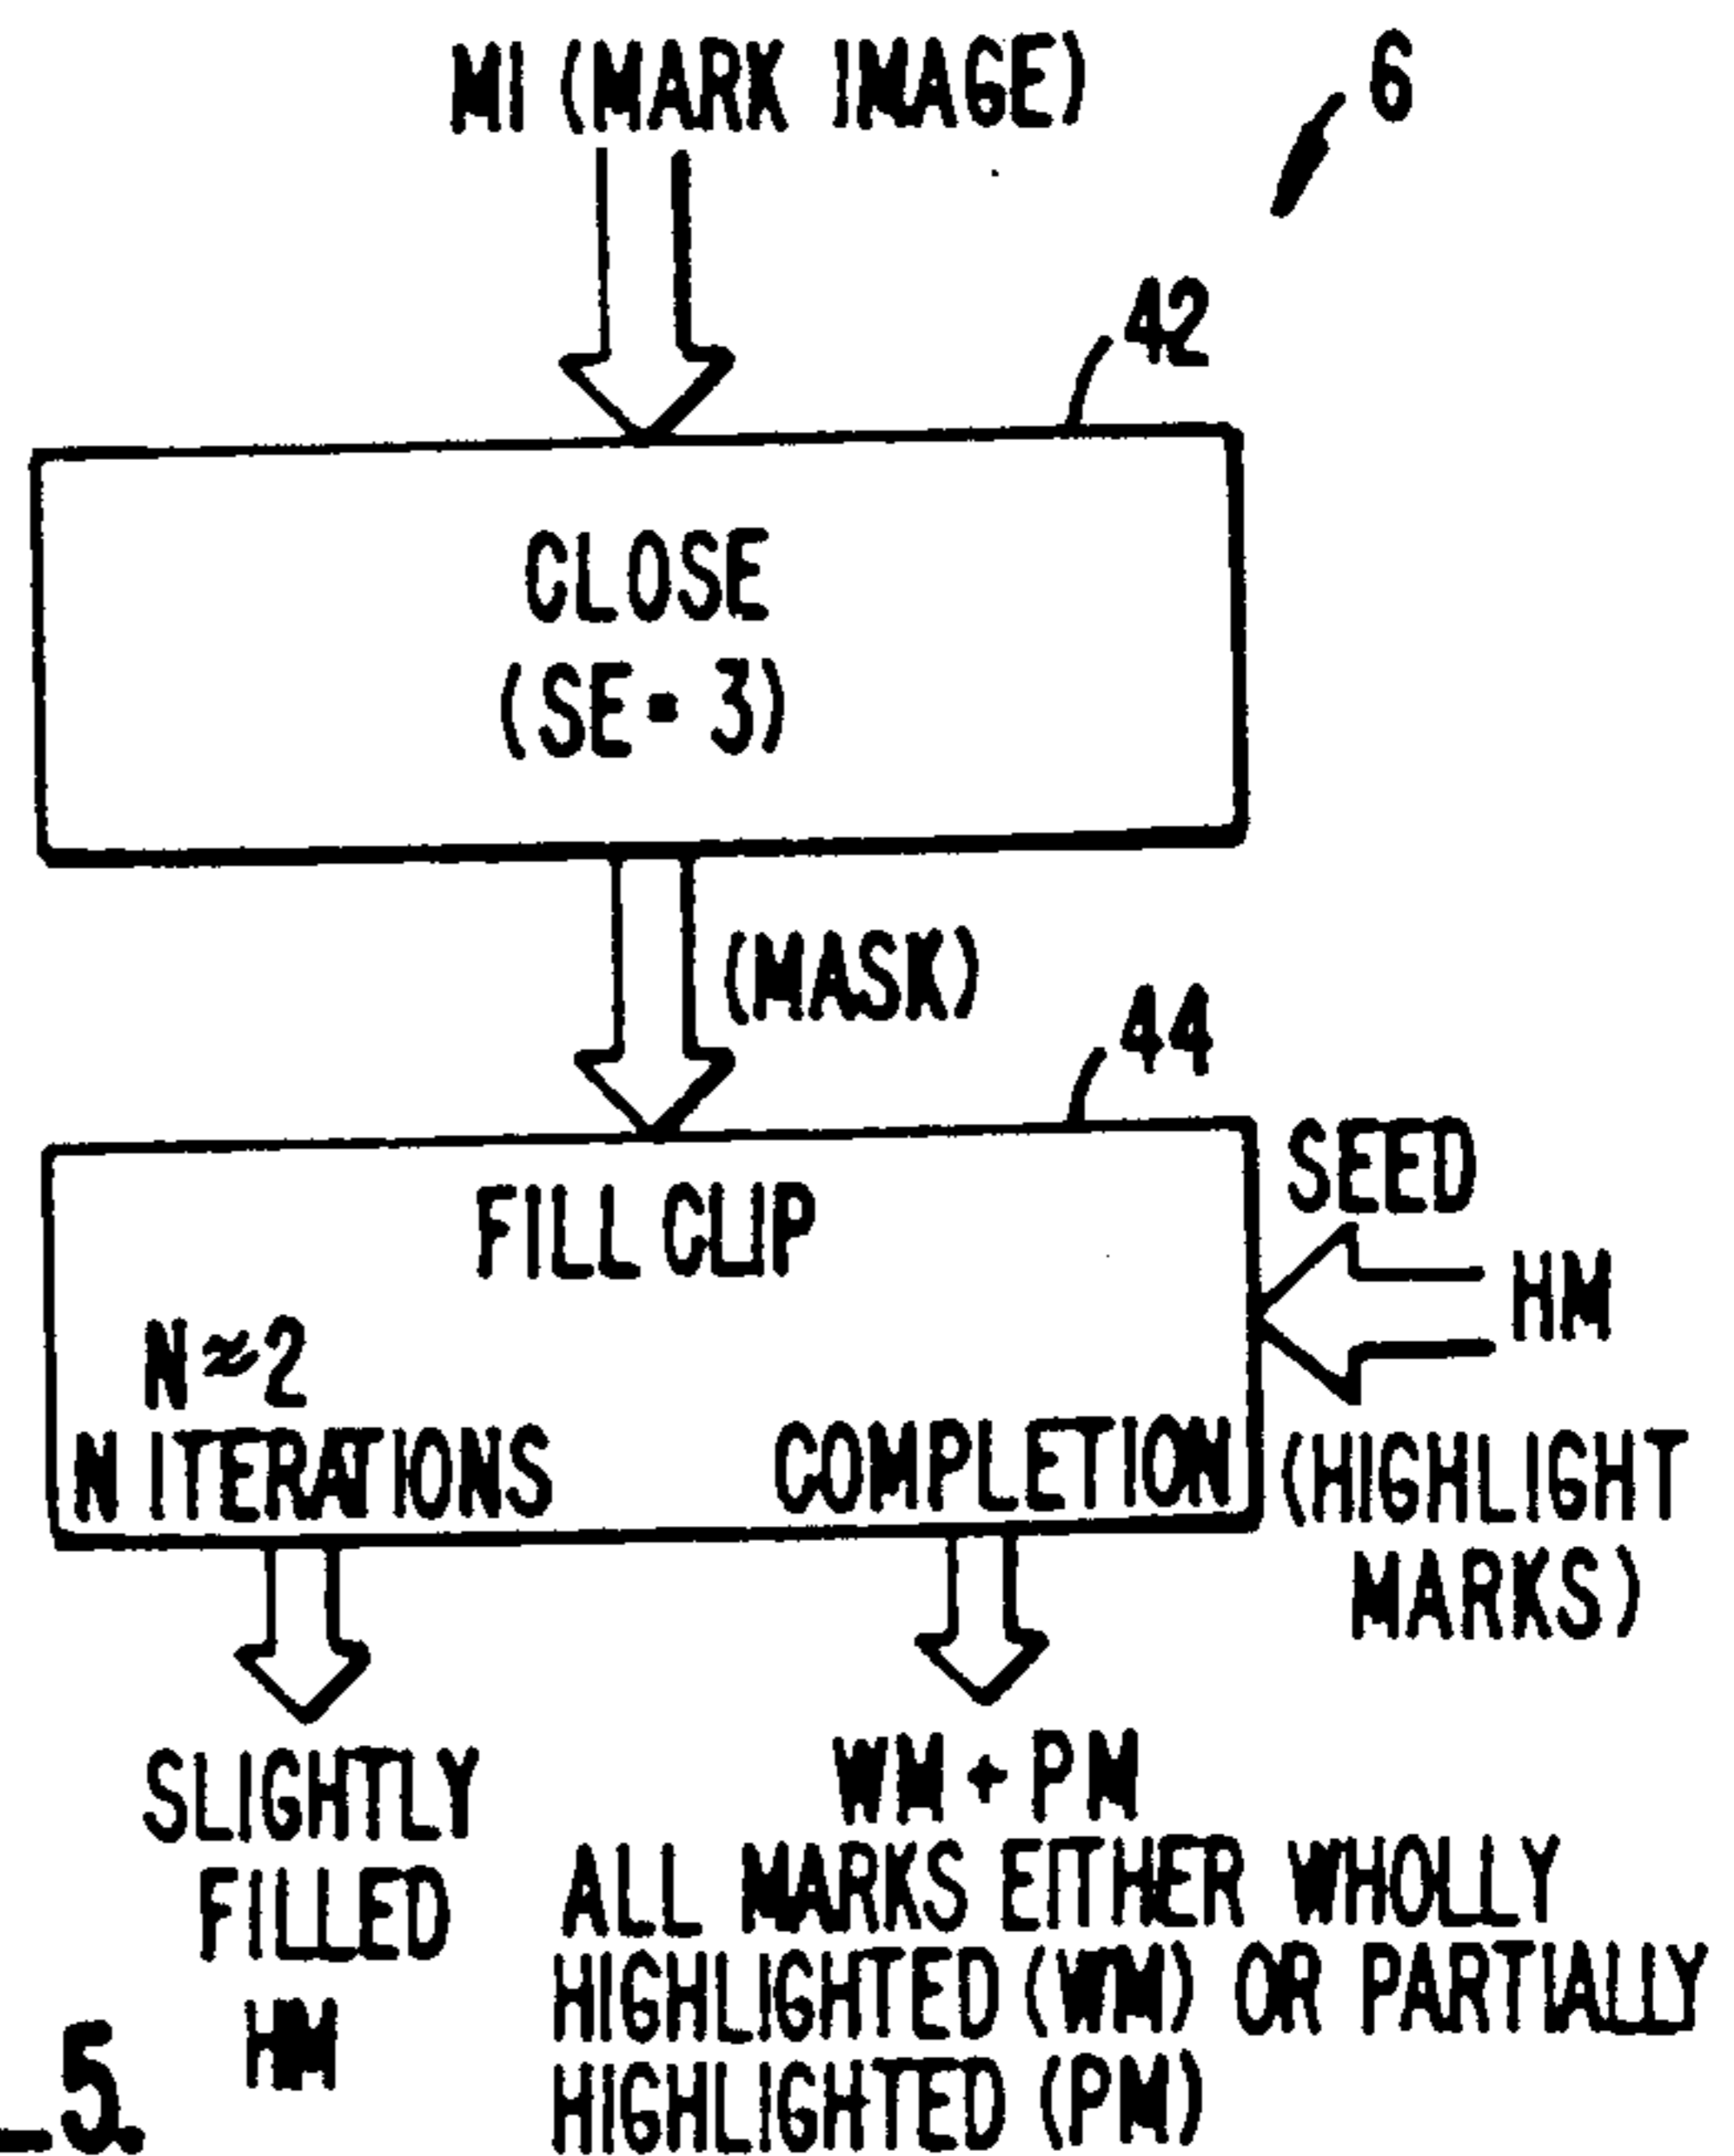 MI (MARK IMAGE)
6
42
CLOSE
(SE = 3)
(MASK)
44
FILL CLIP
SEED
HM
N≈2
N ITERATIONS
COMPLETION
(HIGHLIGHT
MARKS)
SLIGHTLY
FILLED
HM
WM + PM
ALL MARKS EITHER WHOLLY
HIGHLIGHTED (WM) OR PARTIALLY
HIGHLIGHTED (PM)
5